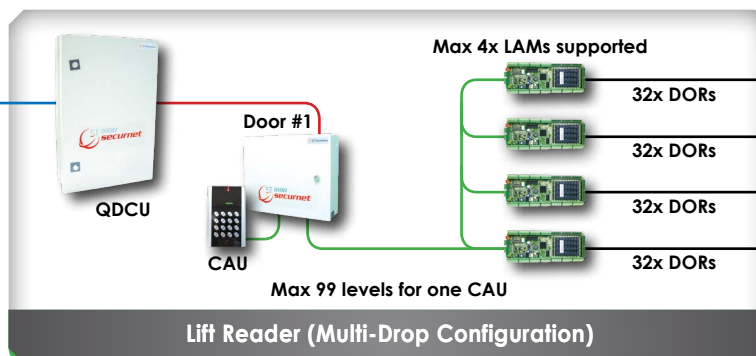 Max 4x LAMs supported
32x DORs
Door #1
securnet
securnet
32x DORs
QDCU
32x DORs
CAU
32x DORs
Max 99 levels for one CAU
Lift Reader (Multi-Drop Configuration)